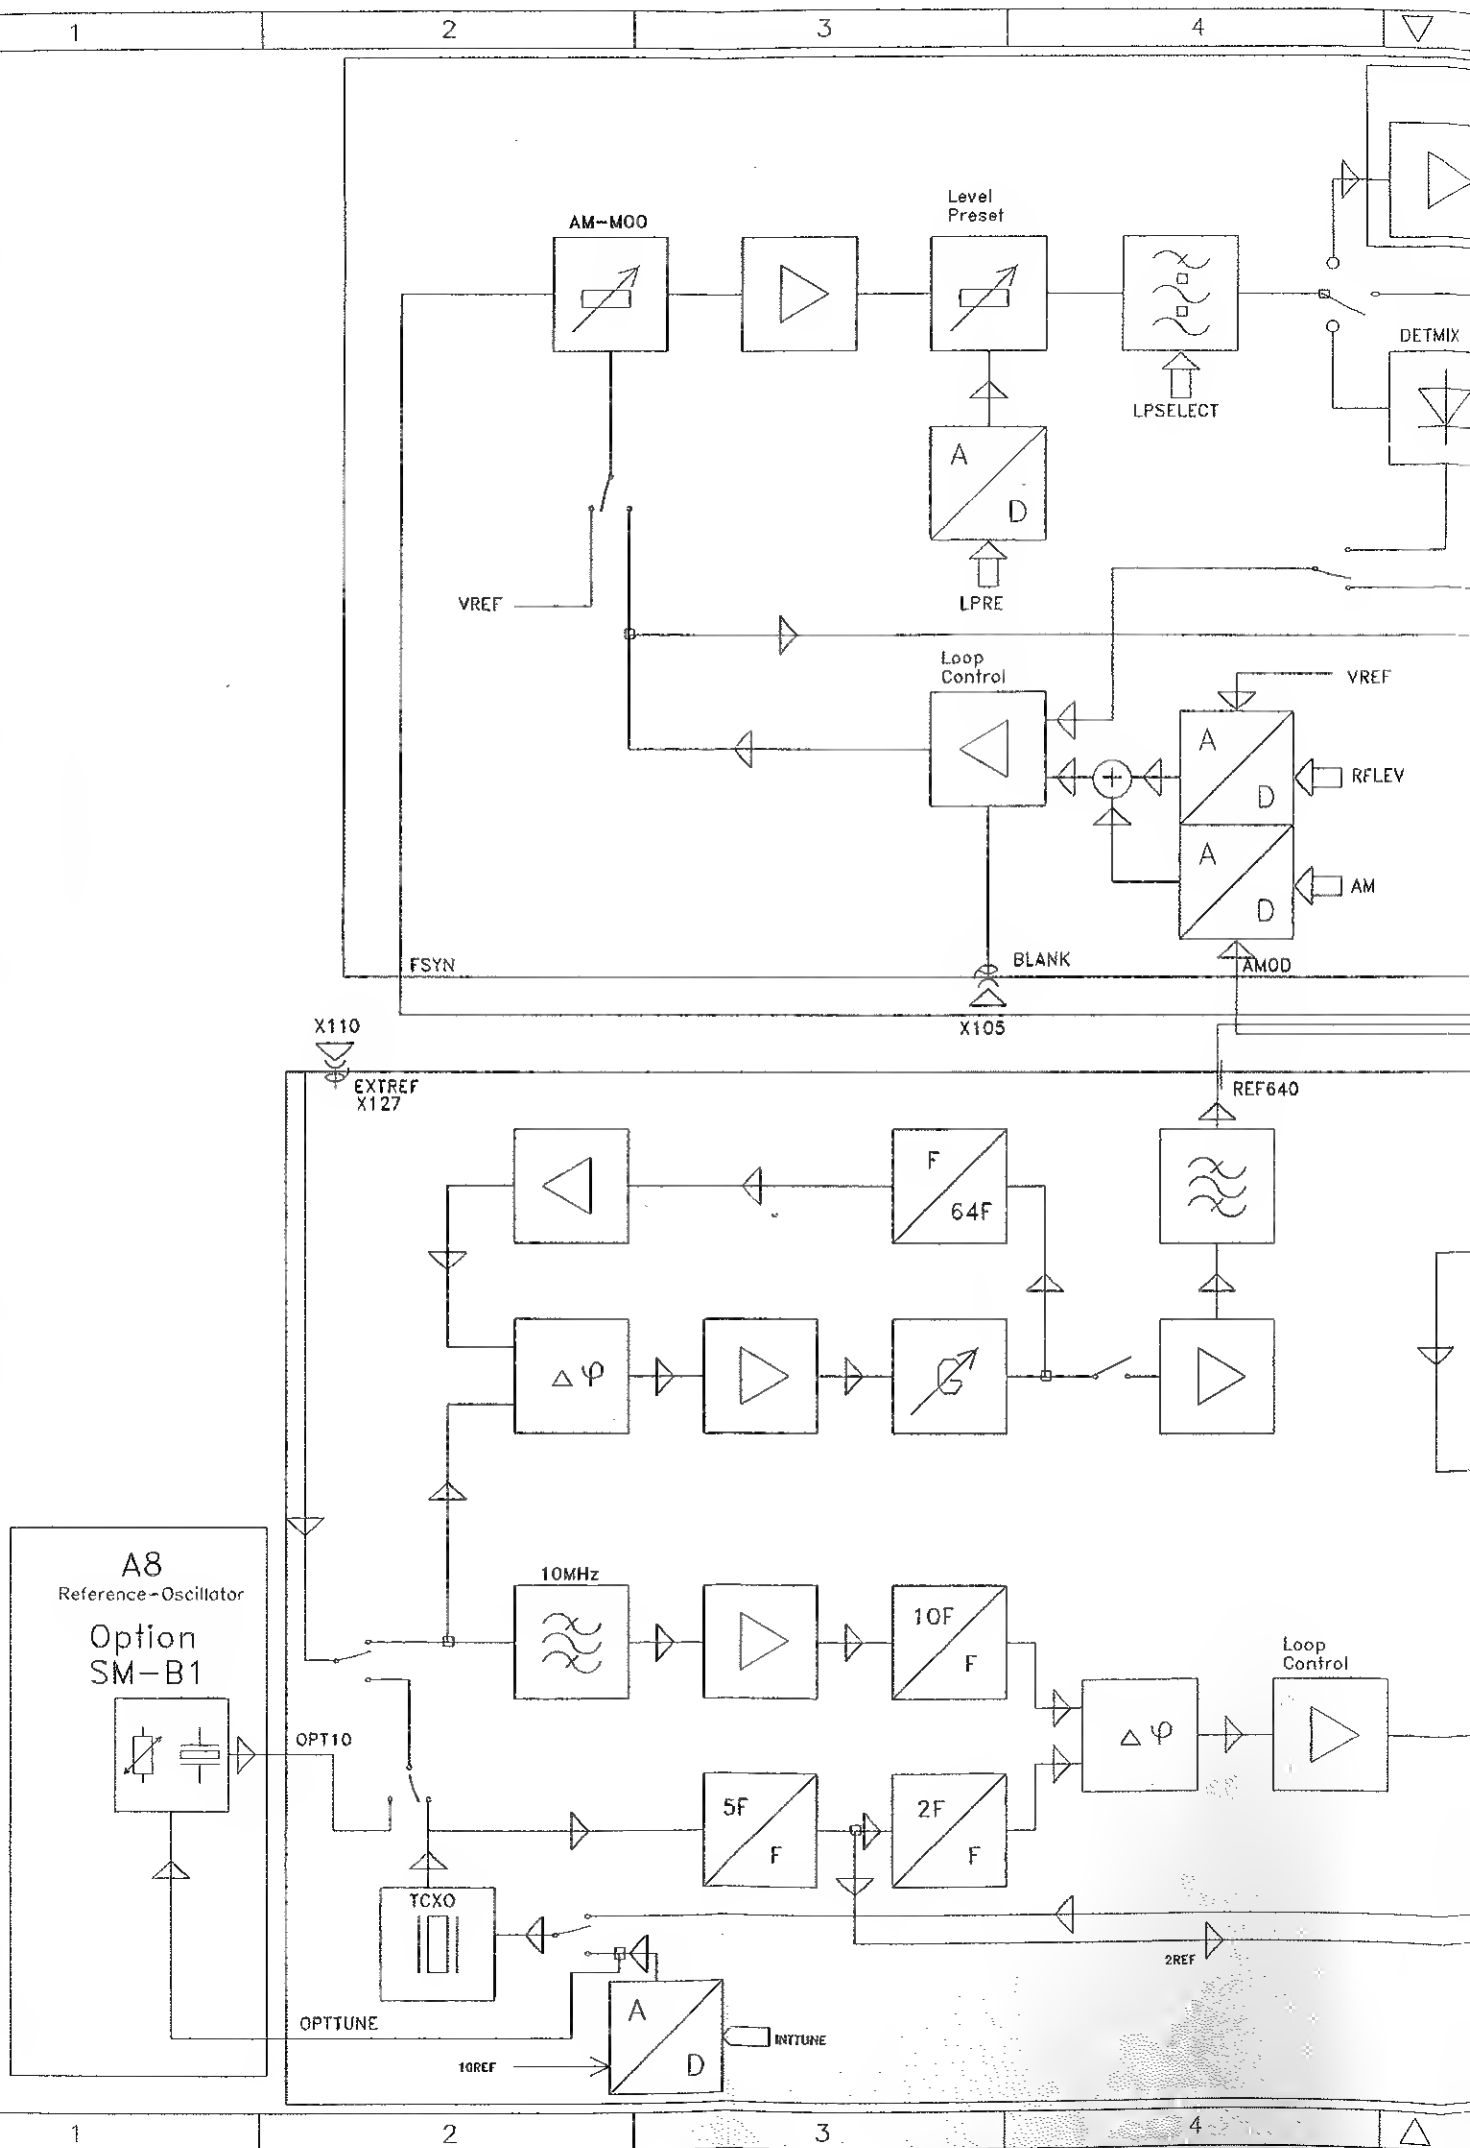 1 2 3 4
Level
Preset
AM-MOD
DETMIX
LPSELECT
A
D
VREF
LPRE
Loop
Control
VREF
A
D
RFLEV
A
D
AM
FSYN
BLANK
AMOD
X110
X105
EXTREF
X127
REF640
F
64F
Δφ
G
A8
Reference-Oscillator
Option
SM-B1
10MHz
10F
F
Loop
Control
Δφ
OPT10
5F
F
2F
F
TCXO
2REF
A
D
OPTTUNE
INTTUNE
10REF
1 2 3 4